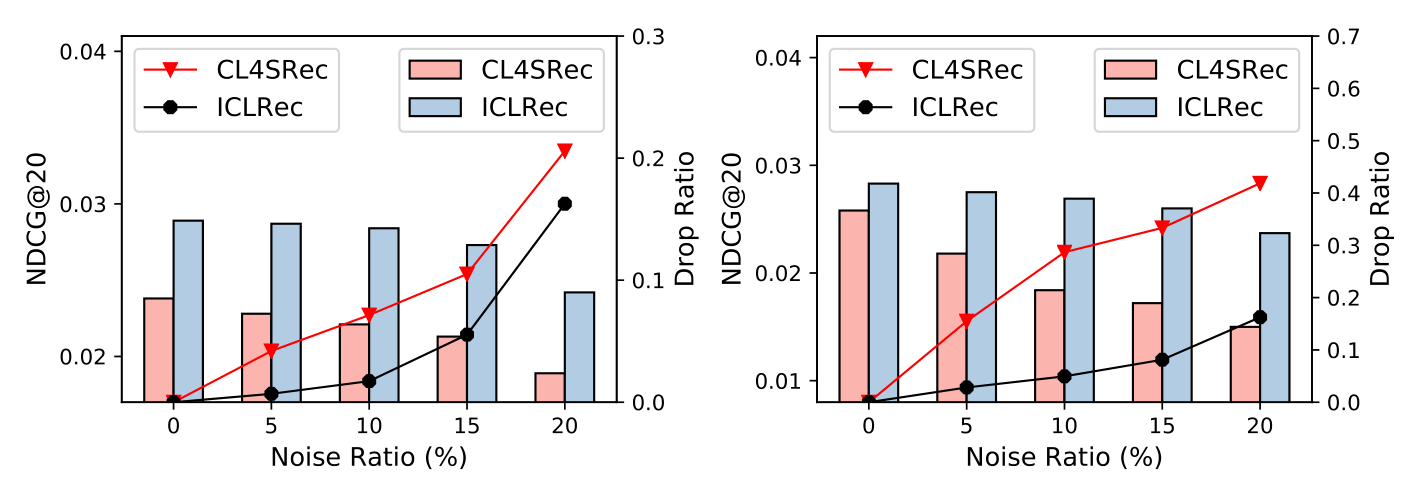 CL4SRec
ICLRec
CL4SRec
ICLRec
NDCG@20
0.04
0.03
0.02
0.3
0.2
0.1
0.0
Drop Ratio
0 5 10 15 20
Noise Ratio (%)
CL4SRec
ICLRec
CL4SRec
ICLRec
NDCG@20
0.04
0.03
0.02
0.01
0.7
0.6
0.5
0.4
0.3
0.2
0.1
0.0
Drop Ratio
0 5 10 15 20
Noise Ratio (%)